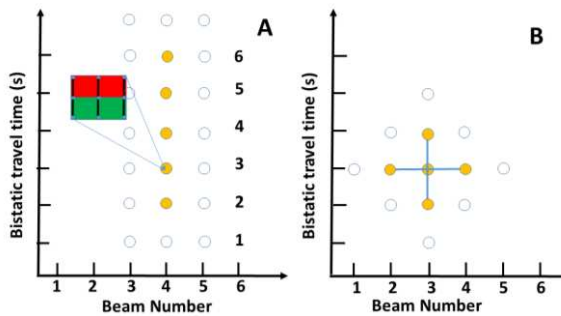 A
Bistatic travel time (s)
6
5
4
3
2
1
1 2 3 4 5 6
Beam Number
B
Bistatic travel time (s)
1 2 3 4 5 6
Beam Number